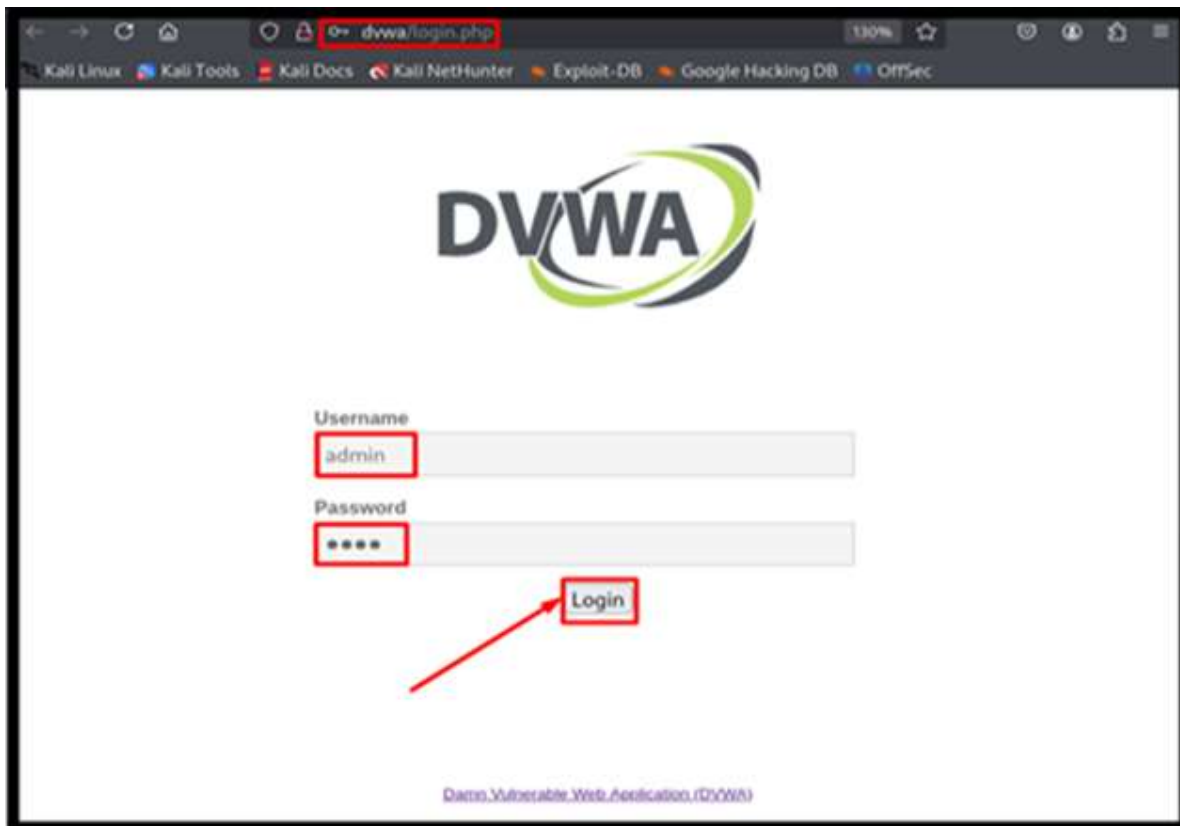 dvwa/login.php 130%
Kali Linux Kali Tools Kali Docs Kali NetHunter Exploit-DB Google Hacking DB OffSec
DVWA
Username
admin
Password
Login
Damn Vulnerable Web Application (DVWA)